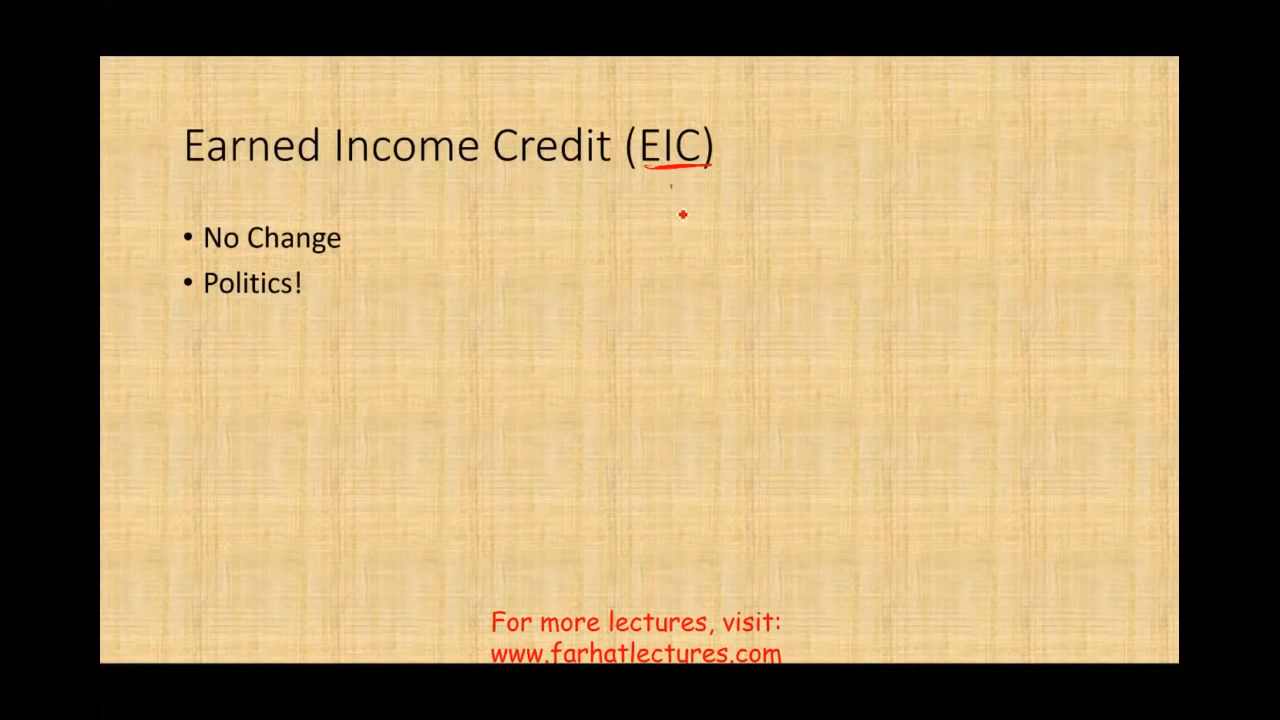 Earned Income Credit (EIC)
• No Change
• Politics!
For more lectures, visit:
www.farhatlectures.com